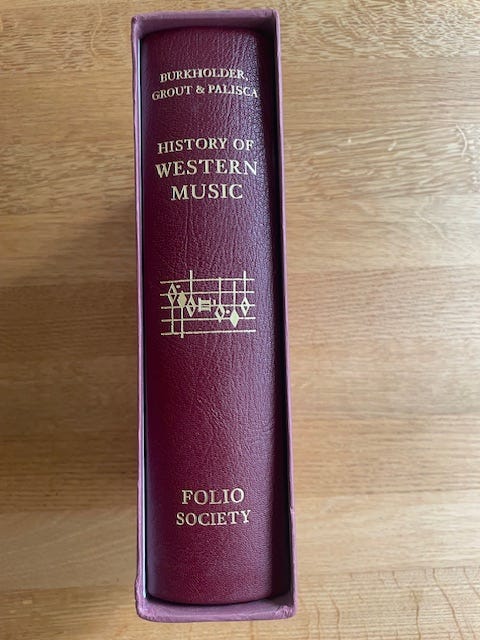 BURKHOLDER,
GROUT & PALISCA
HISTORY OF
WESTERN
MUSIC
FOLIO
SOCIETY